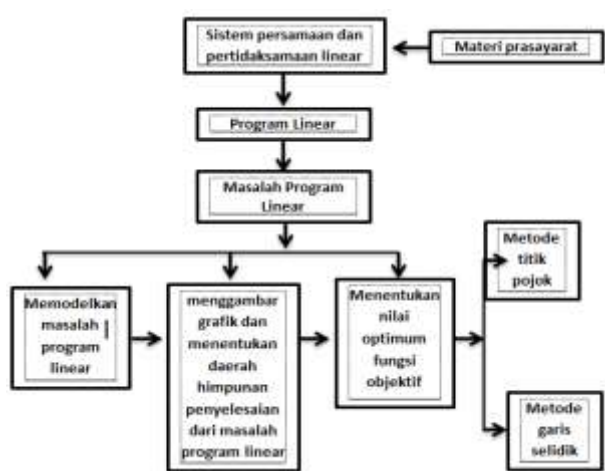 Sistem persamaan dan
pertidaksamaan linear
Materi prasayarat
Program Linear
Masalah Program
Linear
Memodelkan
masalah
program
linear
menggambar
grafik dan
menentukan
daerah
himpunan
penyelesaian
dari masalah
program linear
Menentukan
nilai
optimum
fungsi
objektif
Metode
titik
pojok
Metode
garis
selidik